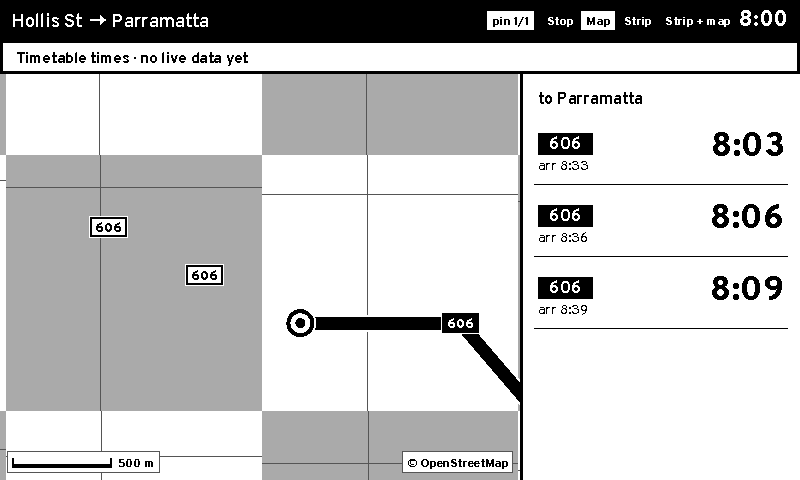 Hollis St → Parramatta
pin 1/1 Stop Map Strip Strip + map 8:00
Timetable times · no live data yet
606
606
606
500 m
© OpenStreetMap
to Parramatta
606 8:03
arr 8:33
606 8:06
arr 8:36
606 8:09
arr 8:39